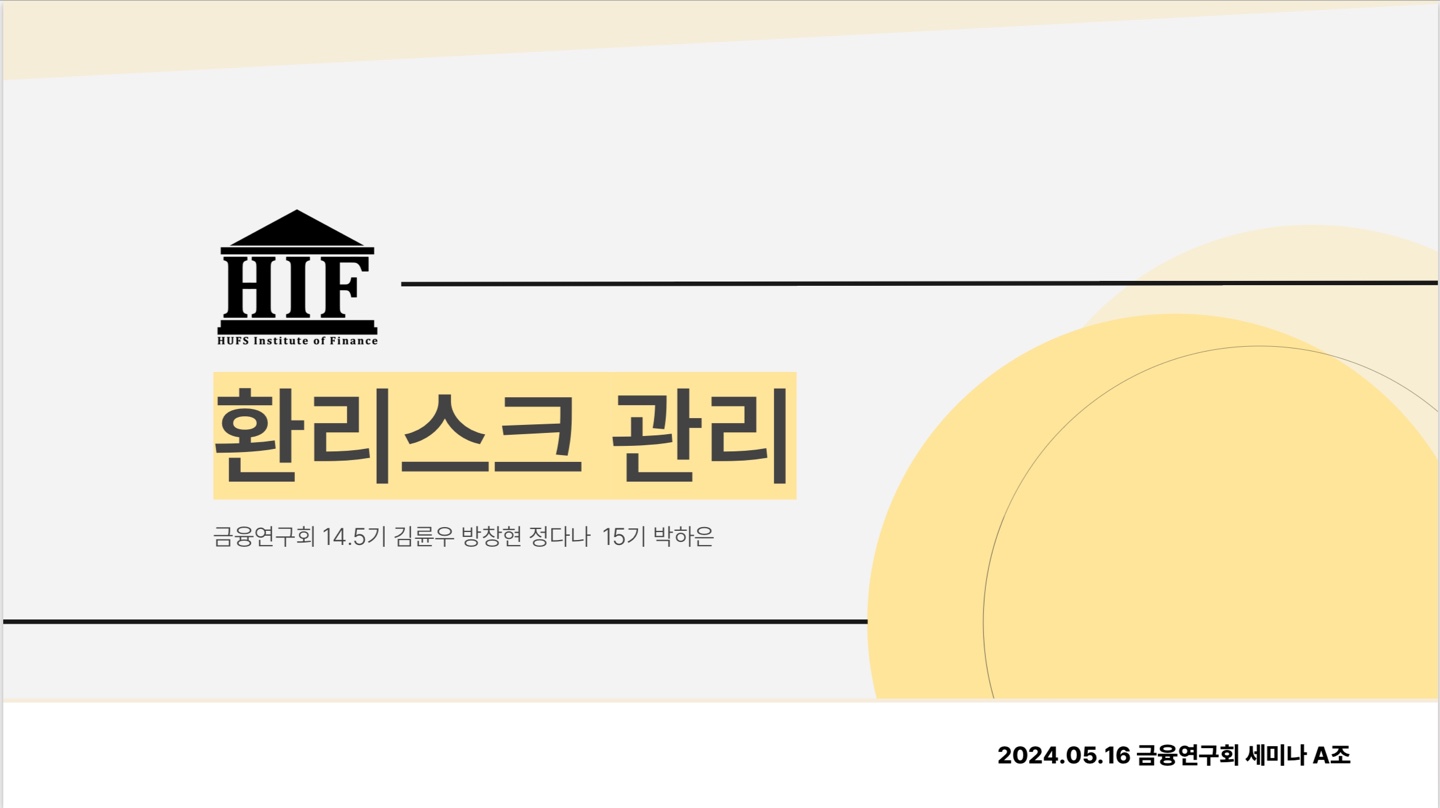 HIF
HUFS Institute of Finance
환리스크 관리
금융연구회 14.5기 김륜우 방창현 정다나 15기 박하은
2024.05.16 금융연구회 세미나 A조